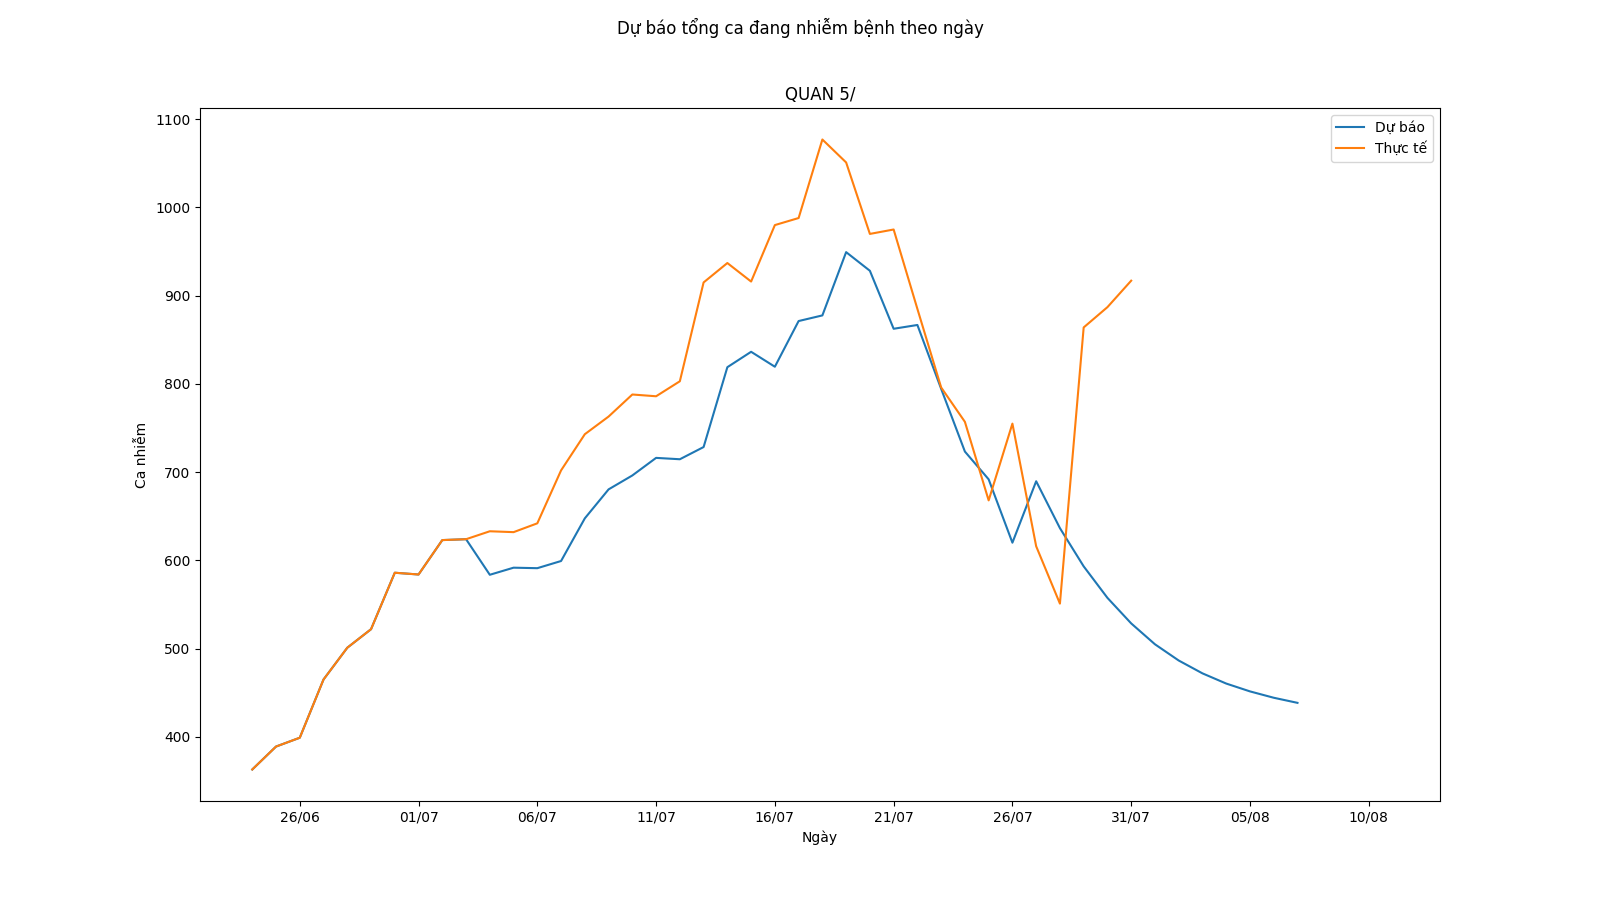 Dự báo tổng ca đang nhiễm bệnh theo ngày
QUAN 5/
Dự báo
Thực tế
Ca nhiễm
1100
1000
900
800
700
600
500
400
26/06 01/07 06/07 11/07 16/07 21/07 26/07 31/07 05/08 10/08
Ngày